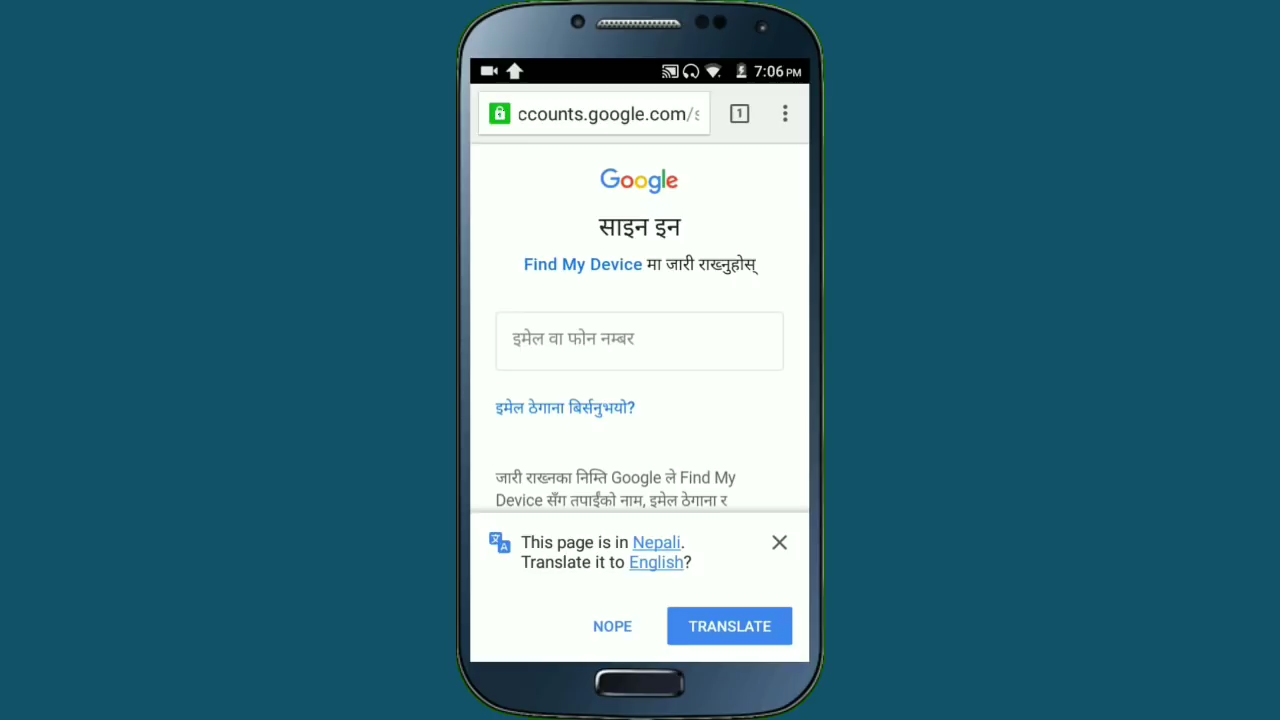 7:06 PM
ccounts.google.com/s
1
Google
साइन इन
Find My Device मा जारी राख्नुहोस्
इमेल वा फोन नम्बर
इमेल ठेगाना बिर्सनुभयो?
जारी राख्नका निम्ति Google ले Find My
Device सँग तपाईंको नाम, इमेल ठेगाना र
This page is in Nepali.
Translate it to English?
NOPE
TRANSLATE